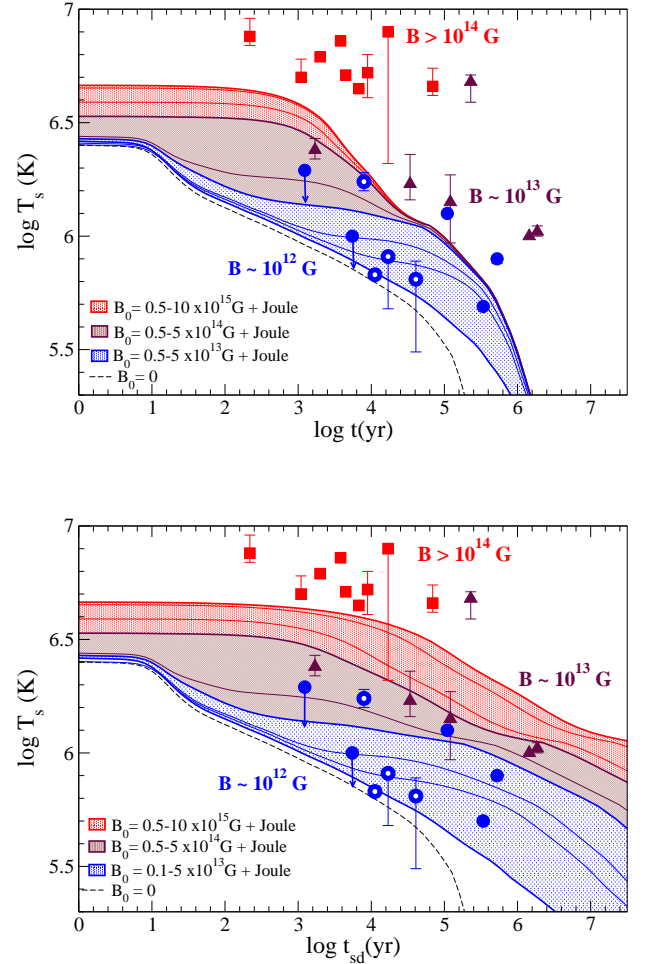 7
B > 10^14 G
6.5
log T_s (K)
6
B ~ 10^13 G
B ~ 10^12 G
B_0 = 0.5-10 x10^15G + Joule
B_0 = 0.5-5 x10^14G + Joule
5.5
B_0 = 0.5-5 x10^13G + Joule
B_0 = 0
0 1 2 3 4 5 6 7
log t(yr)
7
B > 10^14 G
6.5
log T_s (K)
B ~ 10^13 G
6
B ~ 10^12 G
B_0 = 0.5-10 x10^15G + Joule
B_0 = 0.5-5 x10^14G + Joule
5.5
B_0 = 0.1-5 x10^13G + Joule
B_0 = 0
0 1 2 3 4 5 6 7
log t_sd(yr)